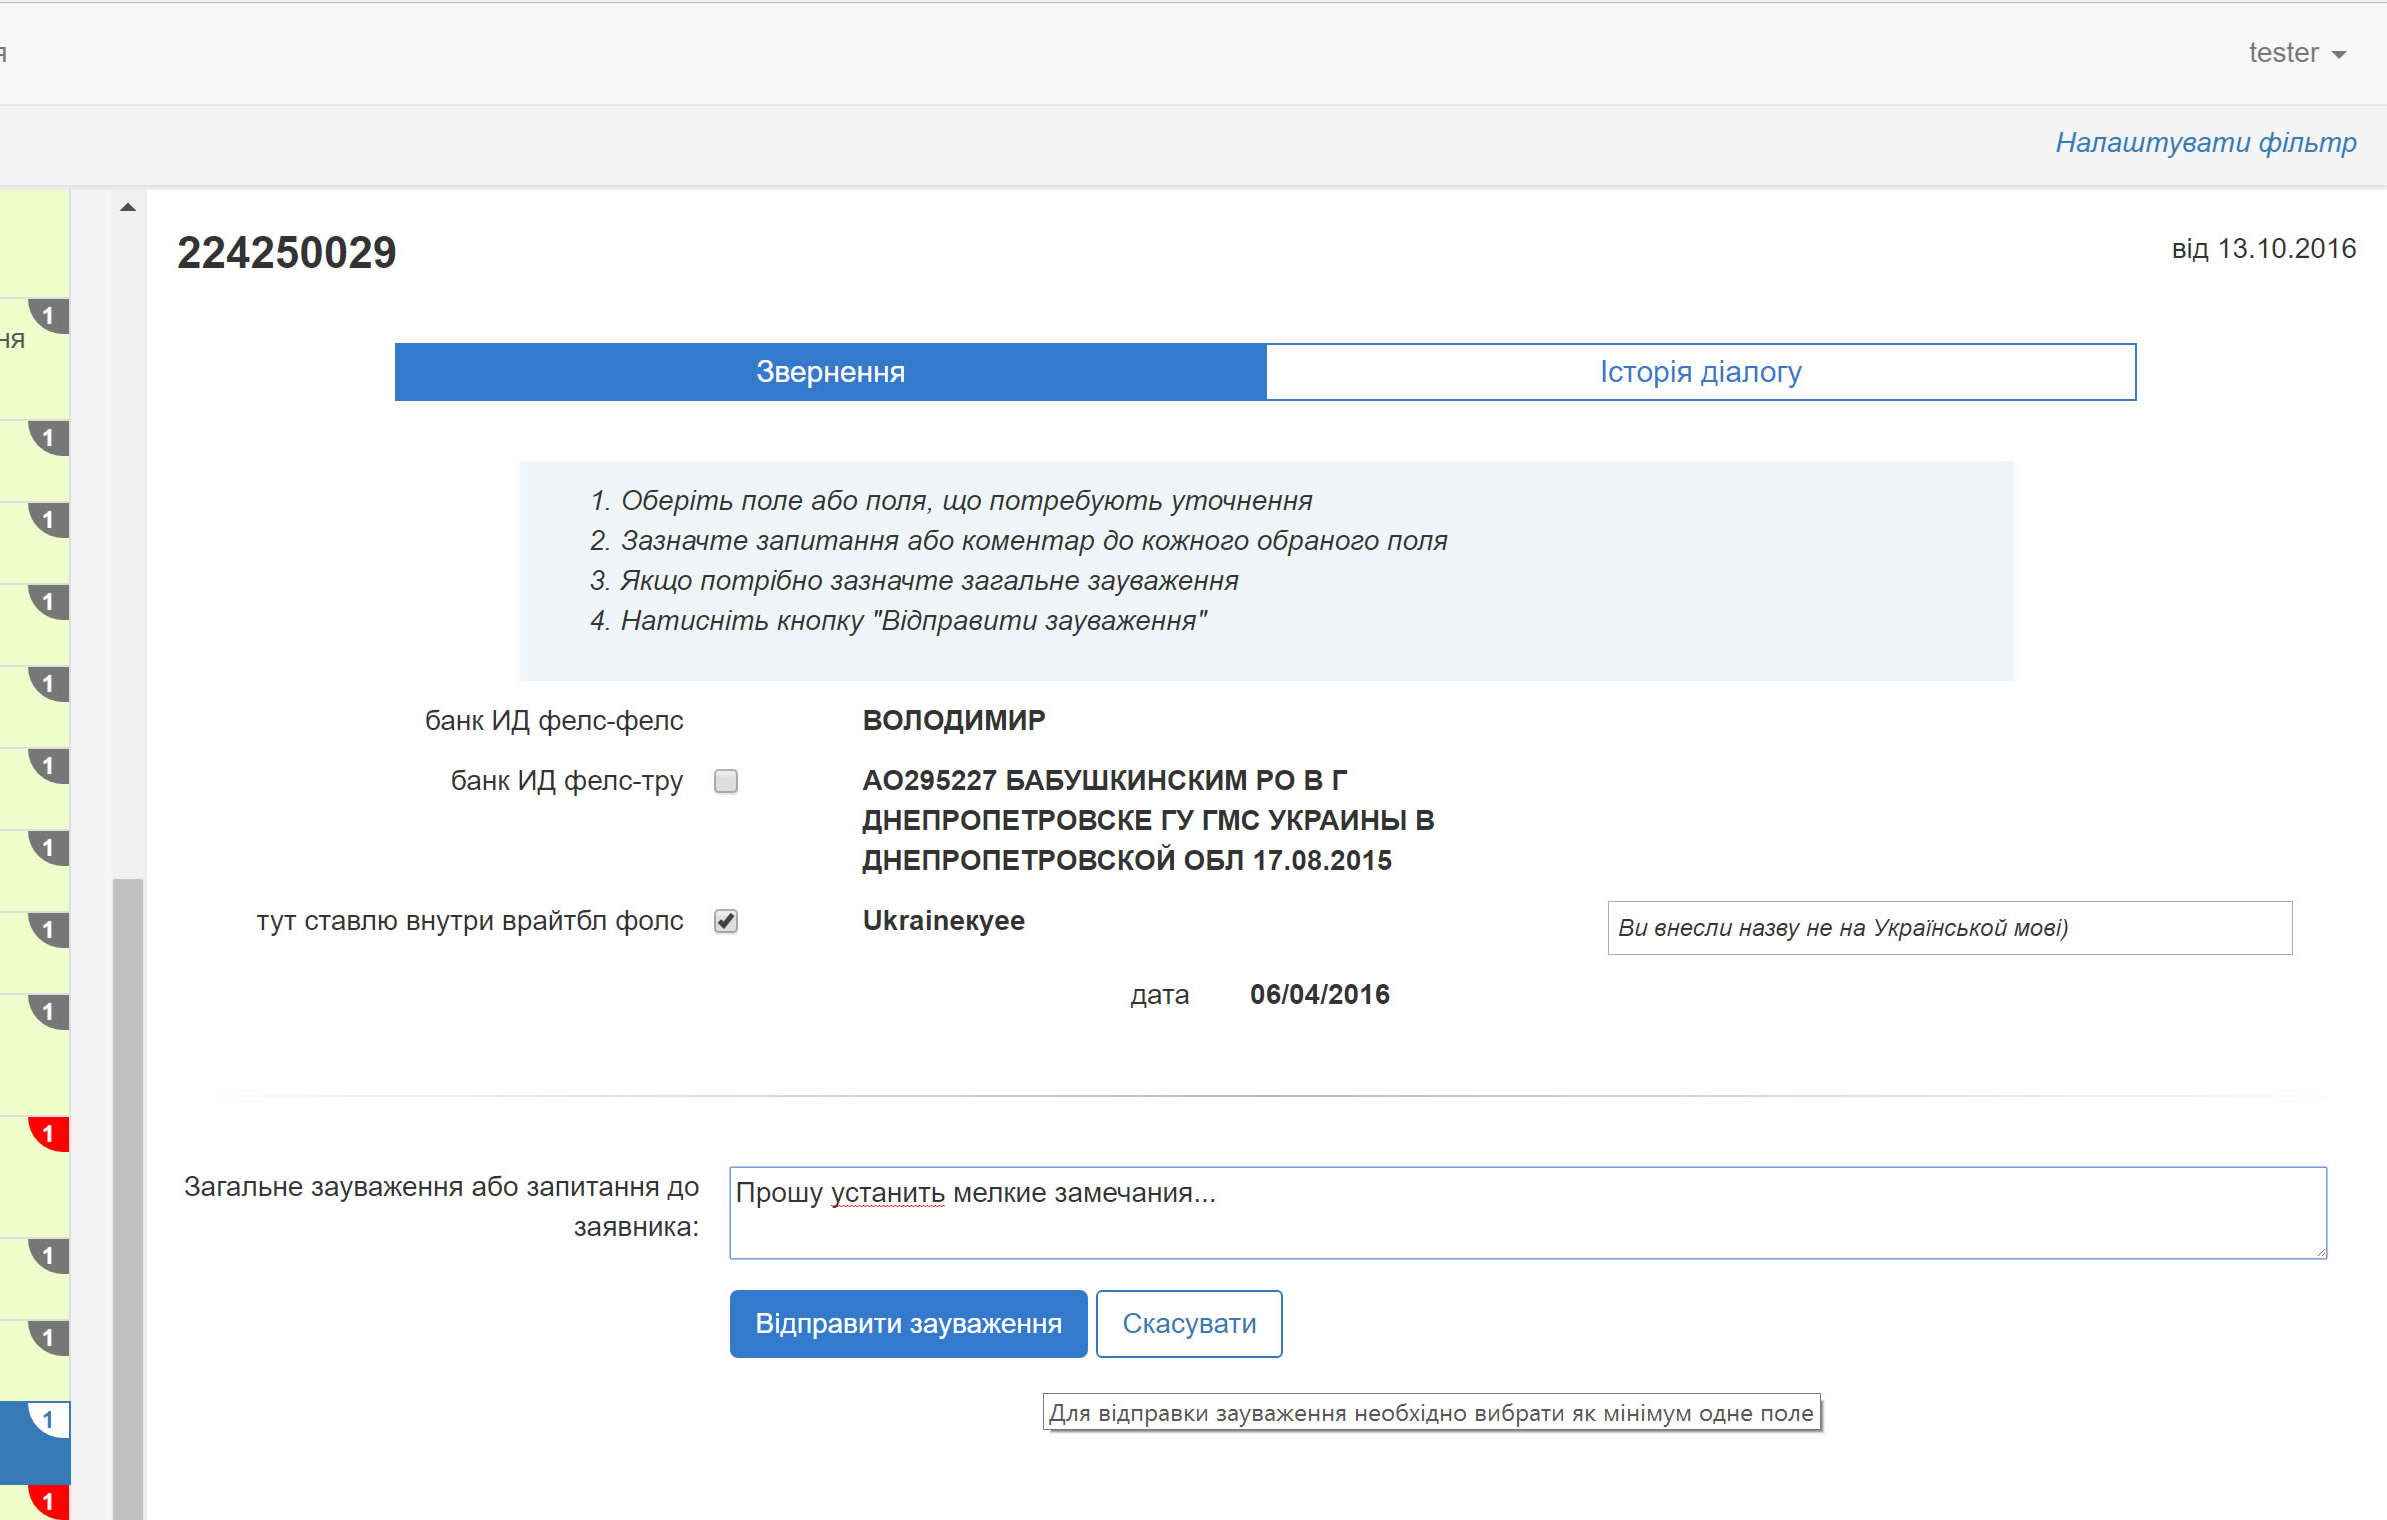 я
tester
Налаштувати фільтр
224250029
від 13.10.2016
1
ня
1
1
1
1
1
1
1
1
1
1
1
1
1
Звернення
Історія діалогу
1. Оберіть поле або поля, що потребують уточнення
2. Зазначте запитання або коментар до кожного обраного поля
3. Якщо потрібно зазначте загальне зауваження
4. Натисніть кнопку "Відправити зауваження"
банк ИД фелс-фелс
ВОЛОДИМИР
банк ИД фелс-тру
АО295227 БАБУШКИНСКИМ РО В Г
ДНЕПРОПЕТРОВСКЕ ГУ ГМС УКРАИНЫ В
ДНЕПРОПЕТРОВСКОЙ ОБЛ 17.08.2015
тут ставлю внутри врайтбл фолс
Ukraineкуее
Ви внесли назву не на Української мові)
дата 06/04/2016
Загальне зауваження або запитання до
заявника:
Прошу устанить мелкие замечания...
Відправити зауваження
Скасувати
Для відправки зауваження необхідно вибрати як мінімум одне поле